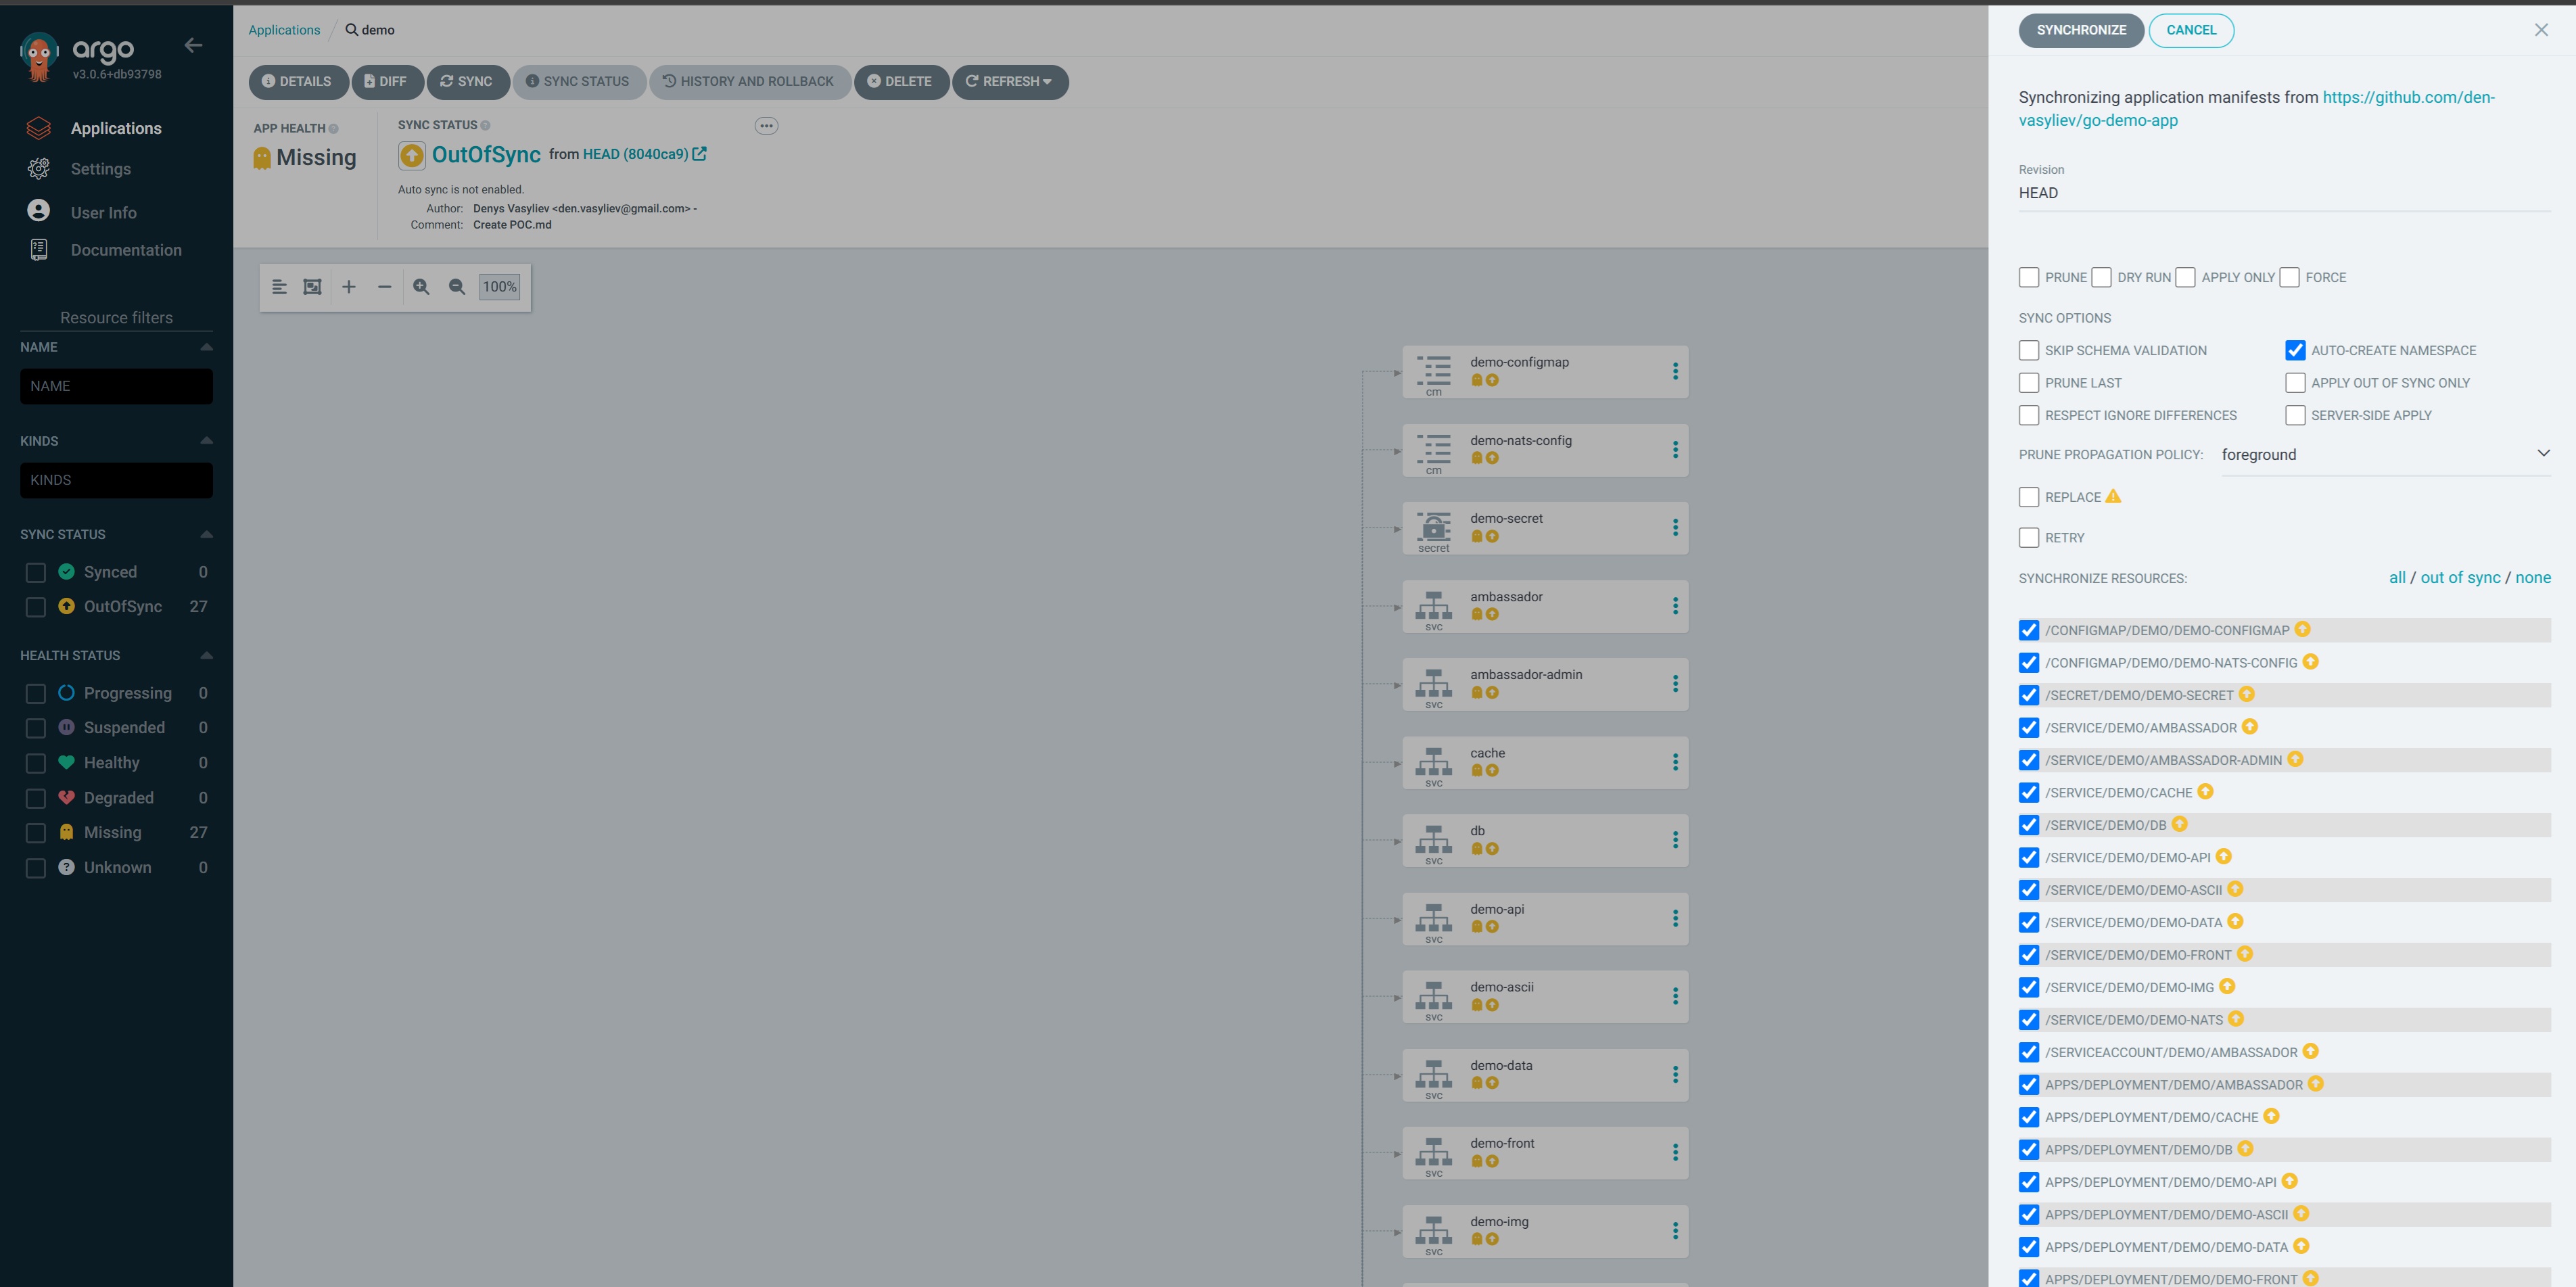 argo
v3.0.6+db93798
Applications
Settings
User Info
Documentation
Resource filters
NAME
NAME
KINDS
KINDS
SYNC STATUS
Synced 0
OutOfSync 27
HEALTH STATUS
Progressing 0
Suspended 0
Healthy 0
Degraded 0
Missing 27
Unknown 0
Applications / demo
DETAILS DIFF SYNC SYNC STATUS HISTORY AND ROLLBACK DELETE REFRESH
APP HEALTH
Missing
SYNC STATUS
OutOfSync from HEAD (8040ca9)
Auto sync is not enabled.
Author: Denys Vasyliev <den.vasyliev@gmail.com> -
Comment: Create POC.md
100%
demo-configmap
cm
demo-nats-config
cm
demo-secret
secret
ambassador
svc
ambassador-admin
svc
cache
svc
db
svc
demo-api
svc
demo-ascii
svc
demo-data
svc
demo-front
svc
demo-img
svc
SYNCHRONIZE CANCEL
Synchronizing application manifests from https://github.com/den-
vasyliev/go-demo-app
Revision
HEAD
PRUNE DRY RUN APPLY ONLY FORCE
SYNC OPTIONS
SKIP SCHEMA VALIDATION AUTO-CREATE NAMESPACE
PRUNE LAST APPLY OUT OF SYNC ONLY
RESPECT IGNORE DIFFERENCES SERVER-SIDE APPLY
PRUNE PROPAGATION POLICY: foreground
REPLACE
RETRY
SYNCHRONIZE RESOURCES: all / out of sync / none
/CONFIGMAP/DEMO/DEMO-CONFIGMAP
/CONFIGMAP/DEMO/DEMO-NATS-CONFIG
/SECRET/DEMO/DEMO-SECRET
/SERVICE/DEMO/AMBASSADOR
/SERVICE/DEMO/AMBASSADOR-ADMIN
/SERVICE/DEMO/CACHE
/SERVICE/DEMO/DB
/SERVICE/DEMO/DEMO-API
/SERVICE/DEMO/DEMO-ASCII
/SERVICE/DEMO/DEMO-DATA
/SERVICE/DEMO/DEMO-FRONT
/SERVICE/DEMO/DEMO-IMG
/SERVICE/DEMO/DEMO-NATS
/SERVICEACCOUNT/DEMO/AMBASSADOR
APPS/DEPLOYMENT/DEMO/AMBASSADOR
APPS/DEPLOYMENT/DEMO/CACHE
APPS/DEPLOYMENT/DEMO/DB
APPS/DEPLOYMENT/DEMO/DEMO-API
APPS/DEPLOYMENT/DEMO/DEMO-ASCII
APPS/DEPLOYMENT/DEMO/DEMO-DATA
APPS/DEPLOYMENT/DEMO/DEMO-FRONT